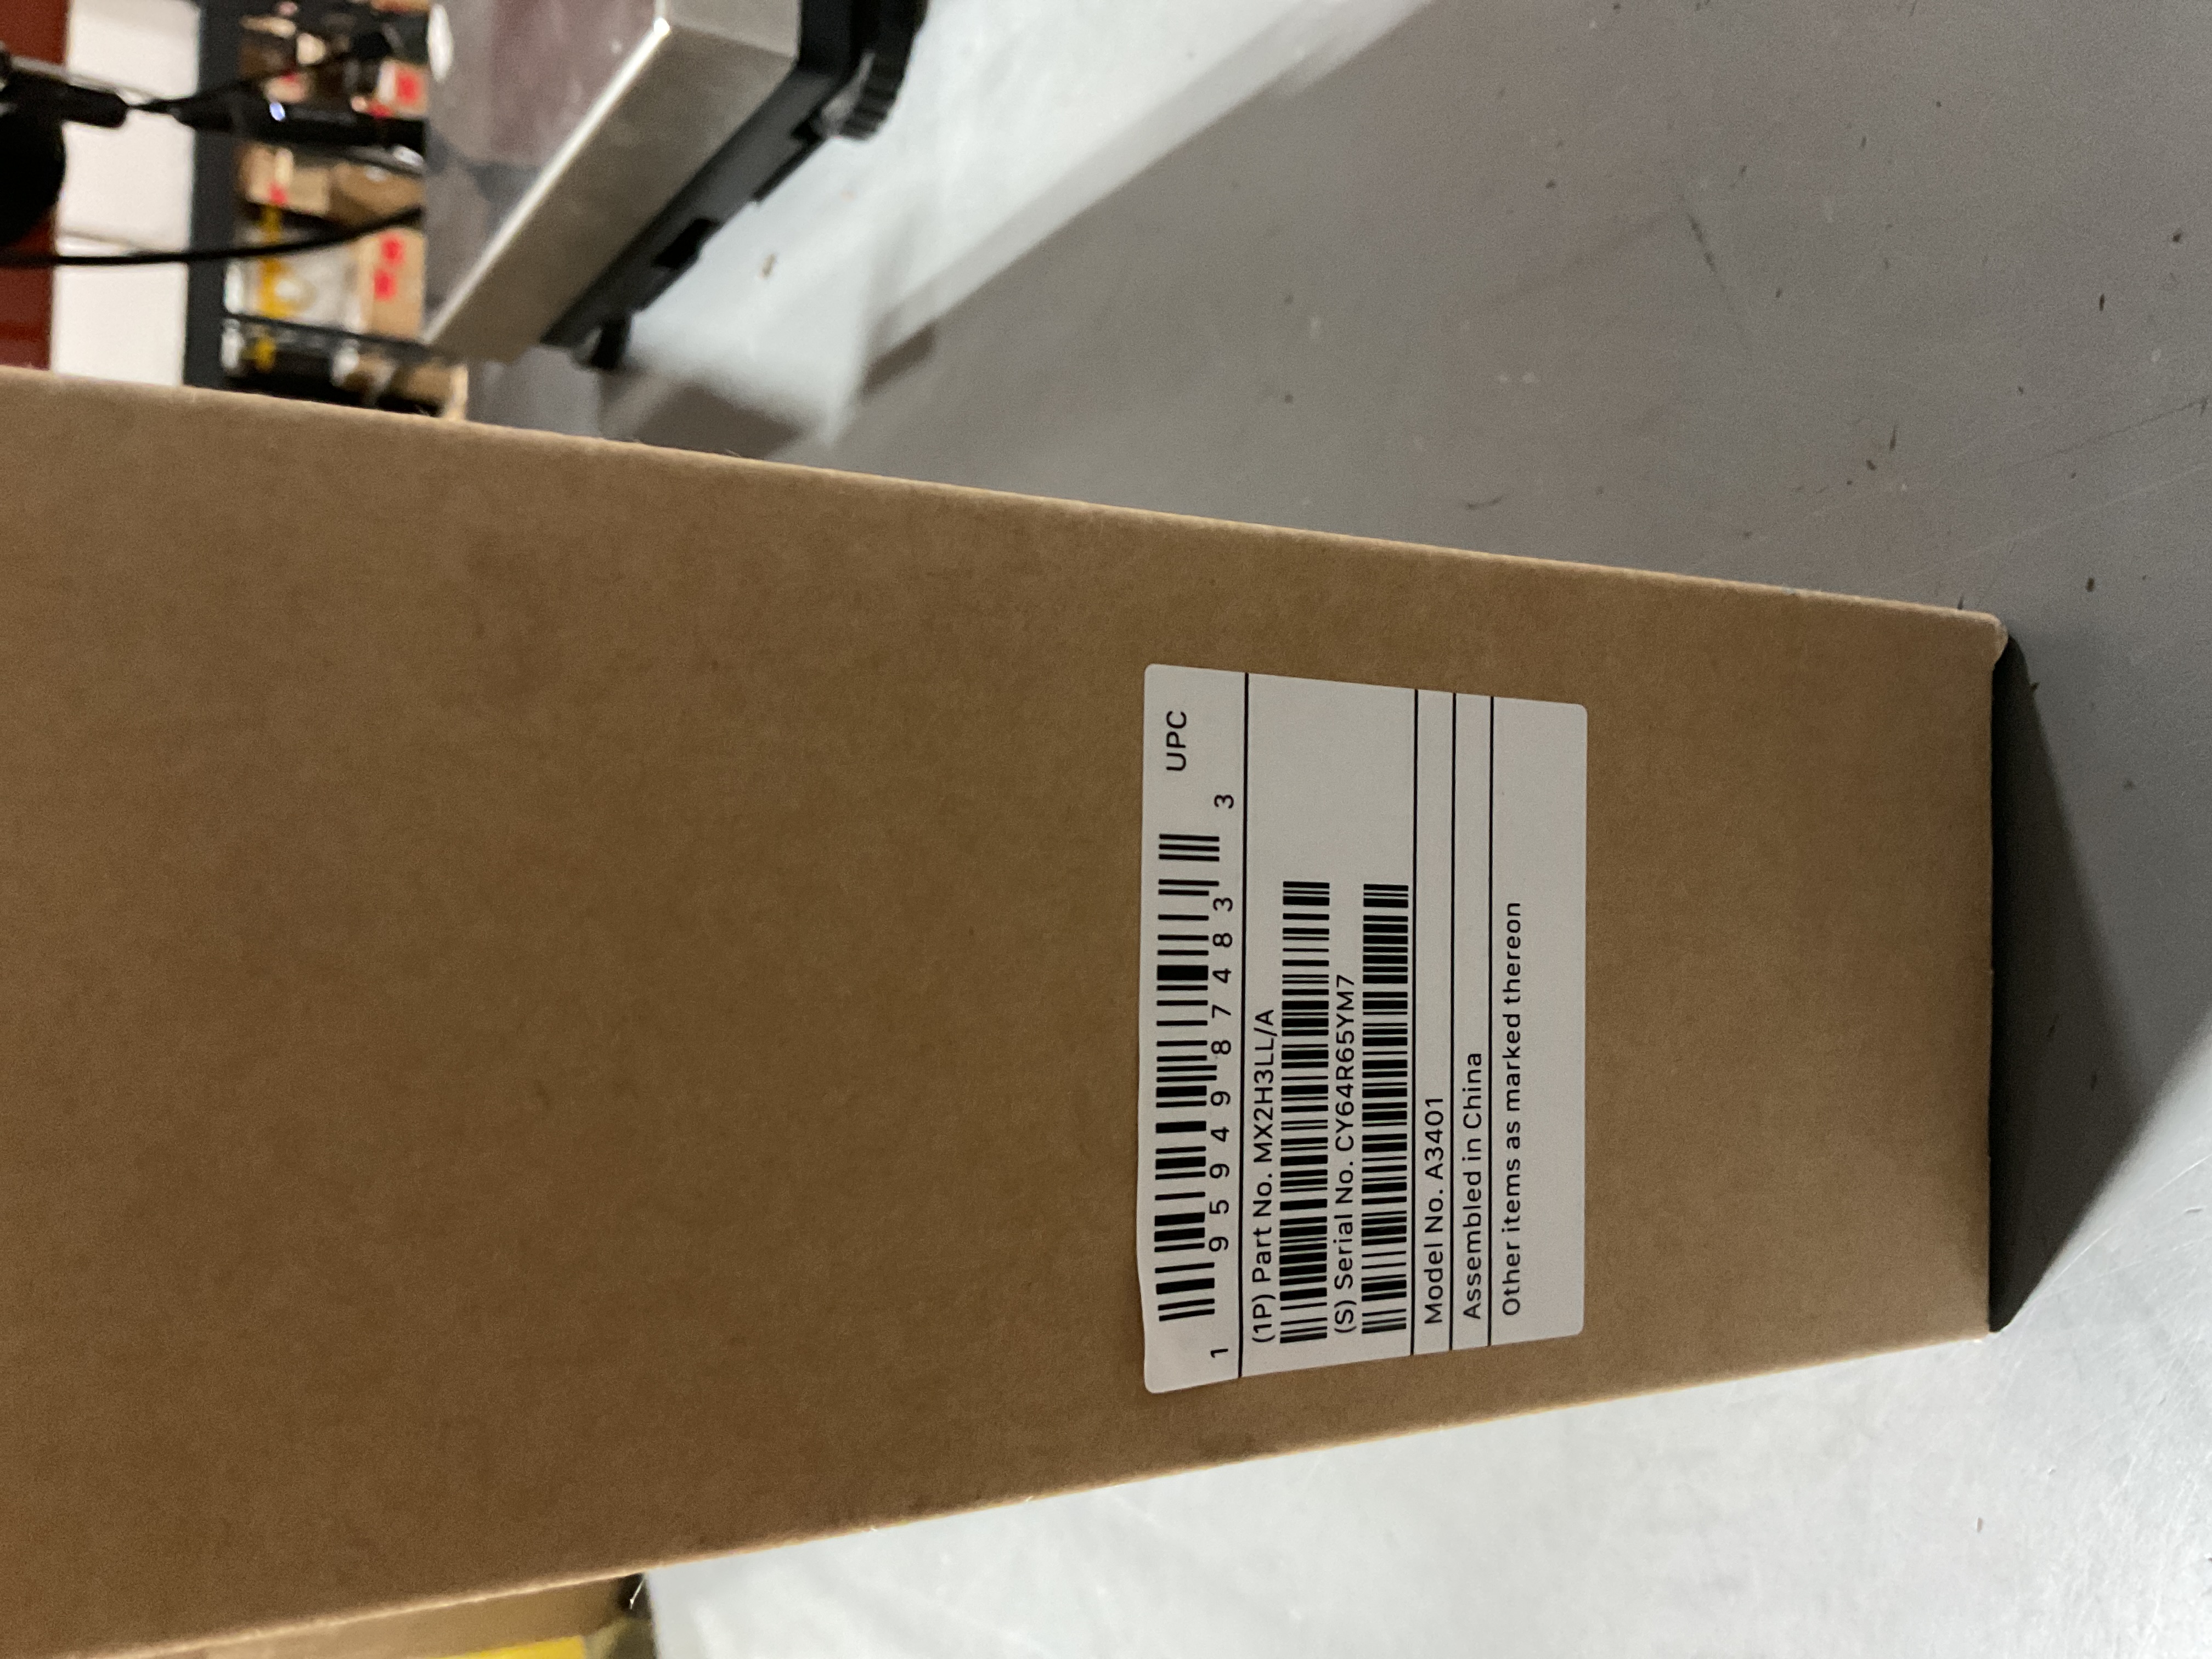 UPC
1 95949 87483 3
(1P) Part No. MX2H3LL/A
(S) Serial No. CY64R65YM7
Model No. A3401
Assembled in China
Other items as marked thereon